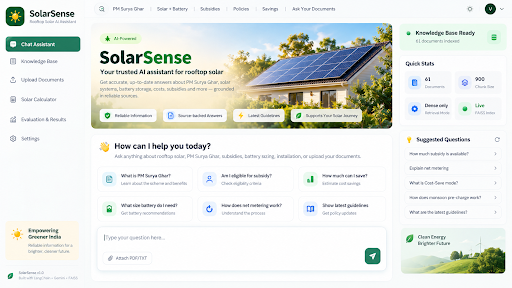 SolarSense
Rooftop Solar AI Assistant
PM Surya Ghar
Solar + Battery
Subsidies
Policies
Savings
Ask Your Documents
V
Chat Assistant
Knowledge Base
Upload Documents
Solar Calculator
Evaluation & Results
Settings
Empowering
Greener India
Reliable information for a
brighter, cleaner future.
SolarSense v1.0
AI-Powered
SolarSense
Your trusted AI assistant for rooftop solar
Get accurate, up-to-date answers about PM Surya Ghar, solar
systems, battery storage, costs, subsidies and more — grounded
in reliable sources.
Reliable Information
Source-backed Answers
Latest Guidelines
Supports Your Solar Journey
How can I help you today?
Ask anything about rooftop solar, PM Surya Ghar, subsidies, battery sizing, installation, or upload your documents.
What is PM Surya Ghar?
Learn about the scheme and benefits
Am I eligible for subsidy?
Check eligibility criteria
How much can I save?
Estimate cost savings
What size battery do I need?
Get battery recommendations
How does net metering work?
Understand the process
Show latest guidelines
Get policy updates
Type your question here...
Attach PDF/TXT
Knowledge Base Ready
61 documents indexed
Quick Stats
61
Documents
900
Chunk Size
Dense only
Retrieval Mode
Live
FAISS Index
Suggested Questions
How much subsidy is available?
Explain net metering
What is Cost-Save mode?
How does monsoon pre-charge work?
What are the latest guidelines?
Clean Energy
Brighter Future